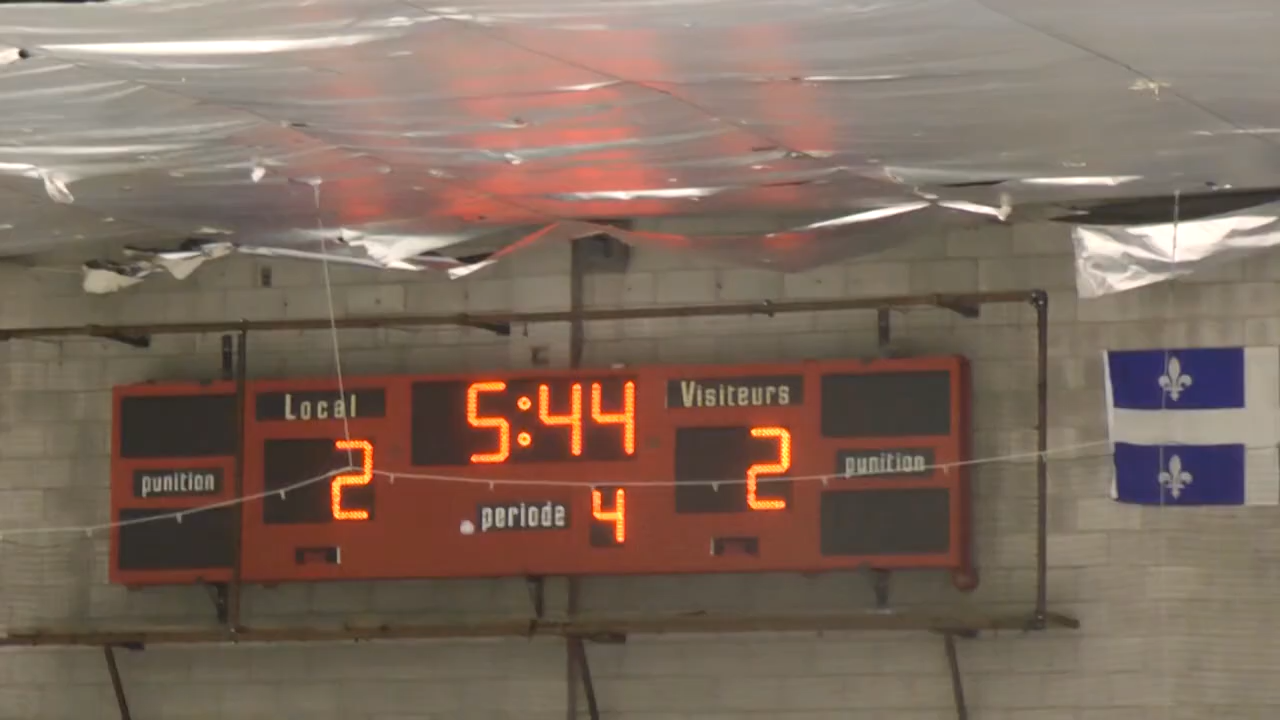 Local
5:44
Visiteurs
punition
2
periode
4
2
punition